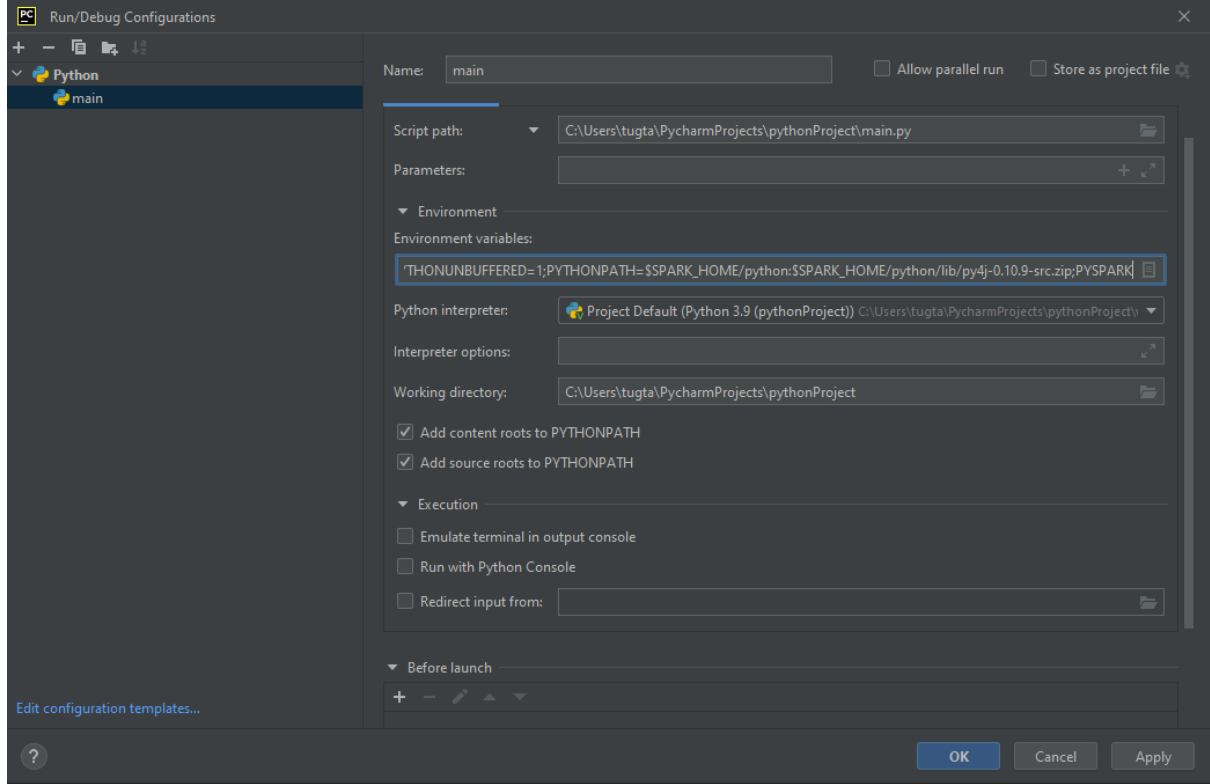 PC Run/Debug Configurations
Python
main
Name: main Allow parallel run Store as project file
Script path: C:\Users\tugta\PycharmProjects\pythonProject\main.py
Parameters:
Environment
Environment variables:
THONUNBUFFERED=1;PYTHONPATH=$SPARK_HOME/python:$SPARK_HOME/python/lib/py4j-0.10.9-src.zip;PYSPARK
Python interpreter: Project Default (Python 3.9 (pythonProject)) C:\Users\tugta\PycharmProjects\pythonProject\
Interpreter options:
Working directory: C:\Users\tugta\PycharmProjects\pythonProject
Add content roots to PYTHONPATH
Add source roots to PYTHONPATH
Execution
Emulate terminal in output console
Run with Python Console
Redirect input from:
Before launch
Edit configuration templates...
? OK Cancel Apply